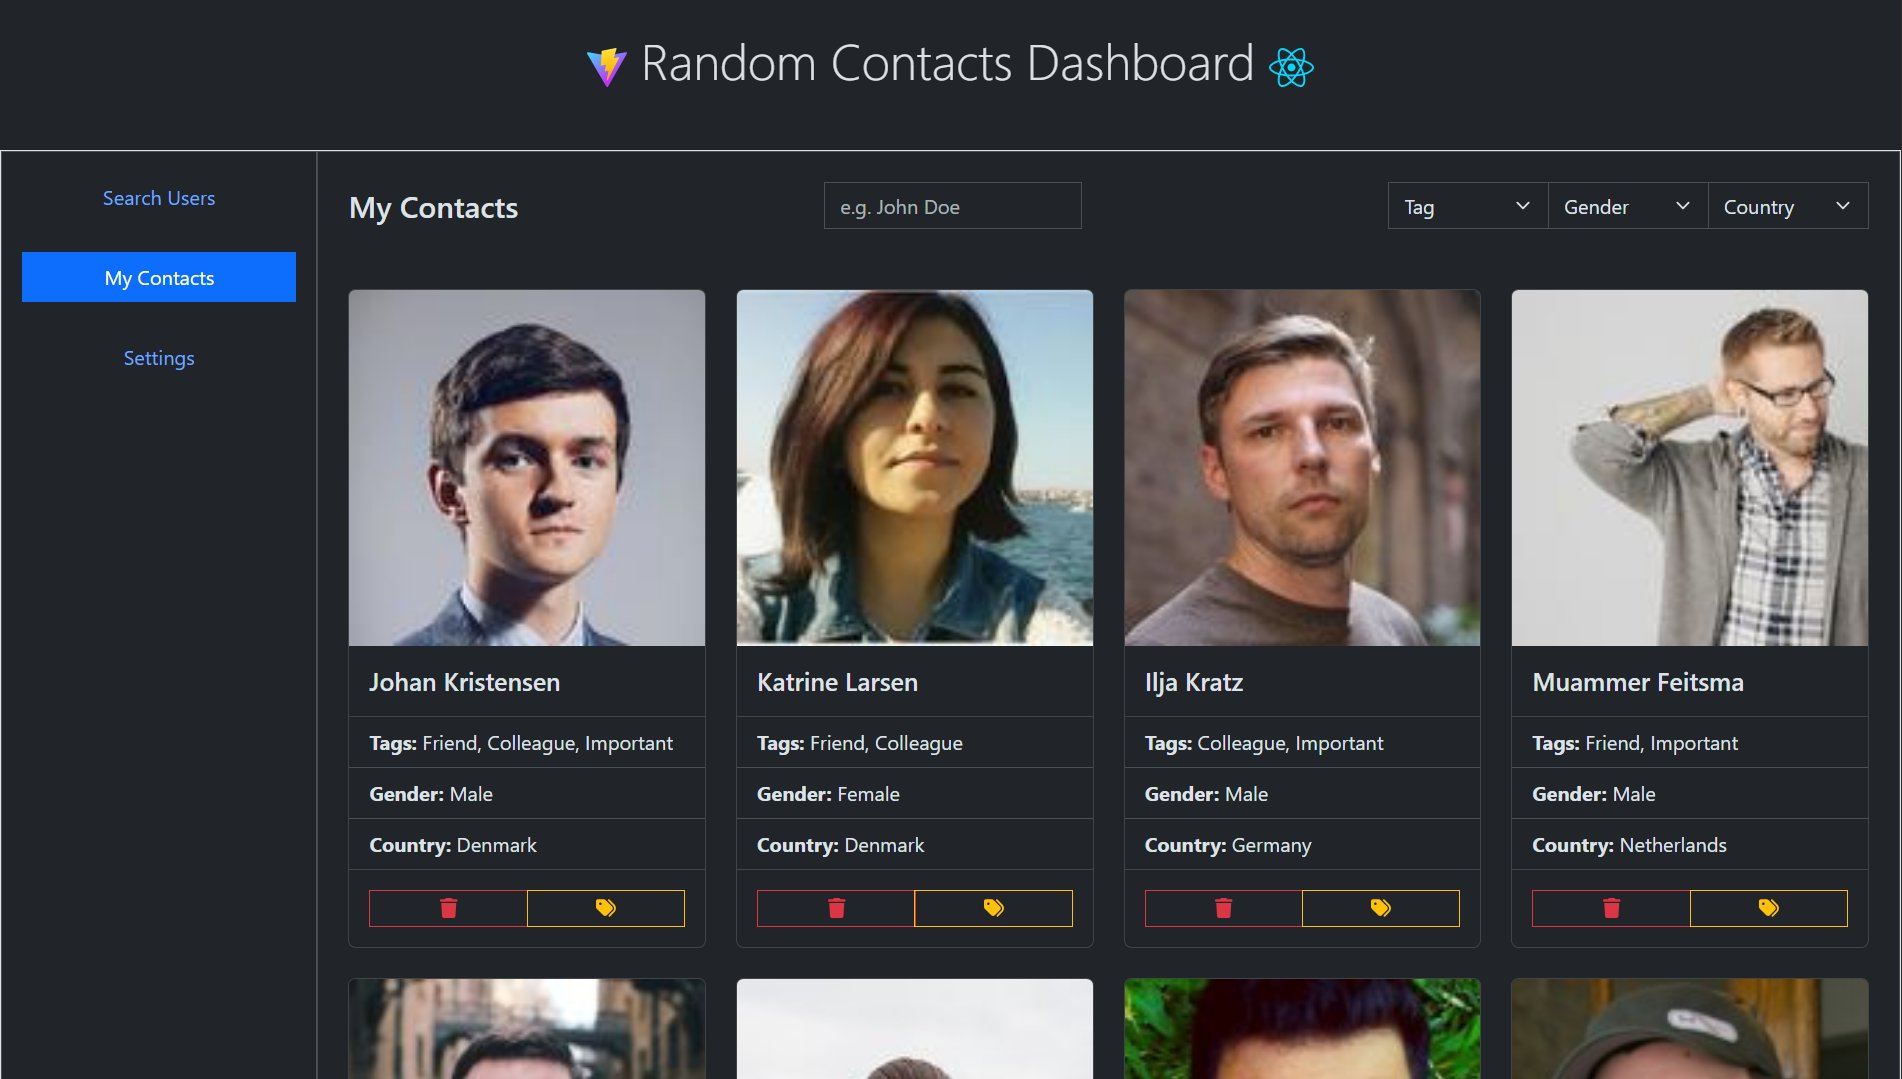 Random Contacts Dashboard
Search Users
My Contacts
Settings
My Contacts
e.g. John Doe
Tag
Gender
Country
Johan Kristensen
Tags: Friend, Colleague, Important
Gender: Male
Country: Denmark
Katrine Larsen
Tags: Friend, Colleague
Gender: Female
Country: Denmark
Ilja Kratz
Tags: Colleague, Important
Gender: Male
Country: Germany
Muammer Feitsma
Tags: Friend, Important
Gender: Male
Country: Netherlands